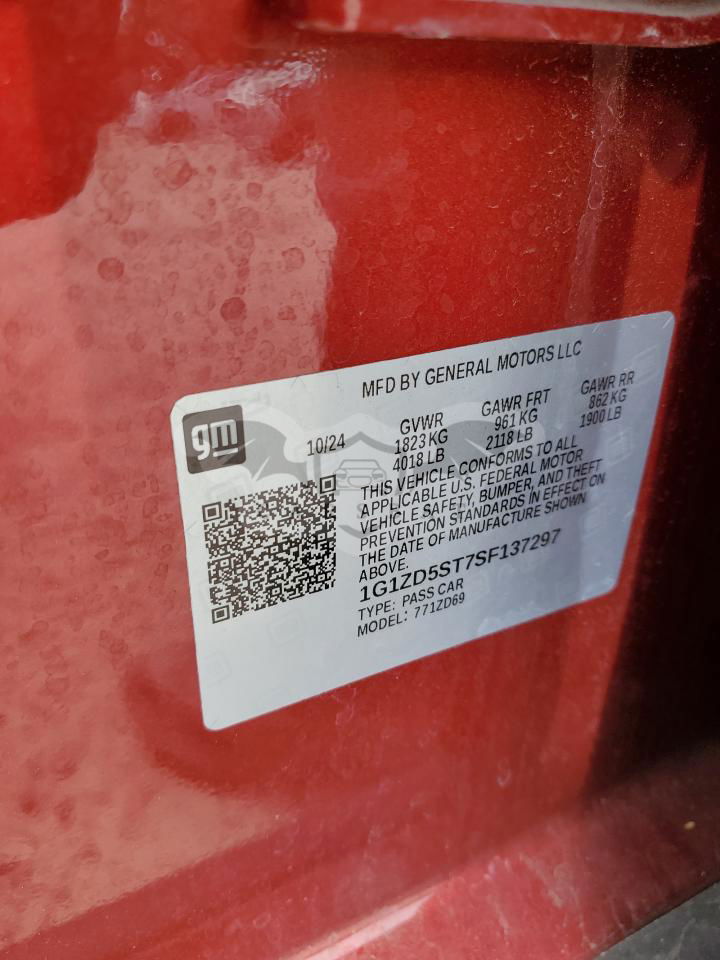 MFD BY GENERAL MOTORS LLC
gm
10/24
GVWR
1823 KG
4018 LB
GAWR FRT
961 KG
2118 LB
GAWR RR
862 KG
1900 LB
THIS VEHICLE CONFORMS TO ALL
APPLICABLE U.S. FEDERAL MOTOR
VEHICLE SAFETY, BUMPER, AND THEFT
PREVENTION STANDARDS IN EFFECT ON
THE DATE OF MANUFACTURE SHOWN
ABOVE.
1G1ZD5ST7SF137297
TYPE: PASS CAR
MODEL: 771ZD69